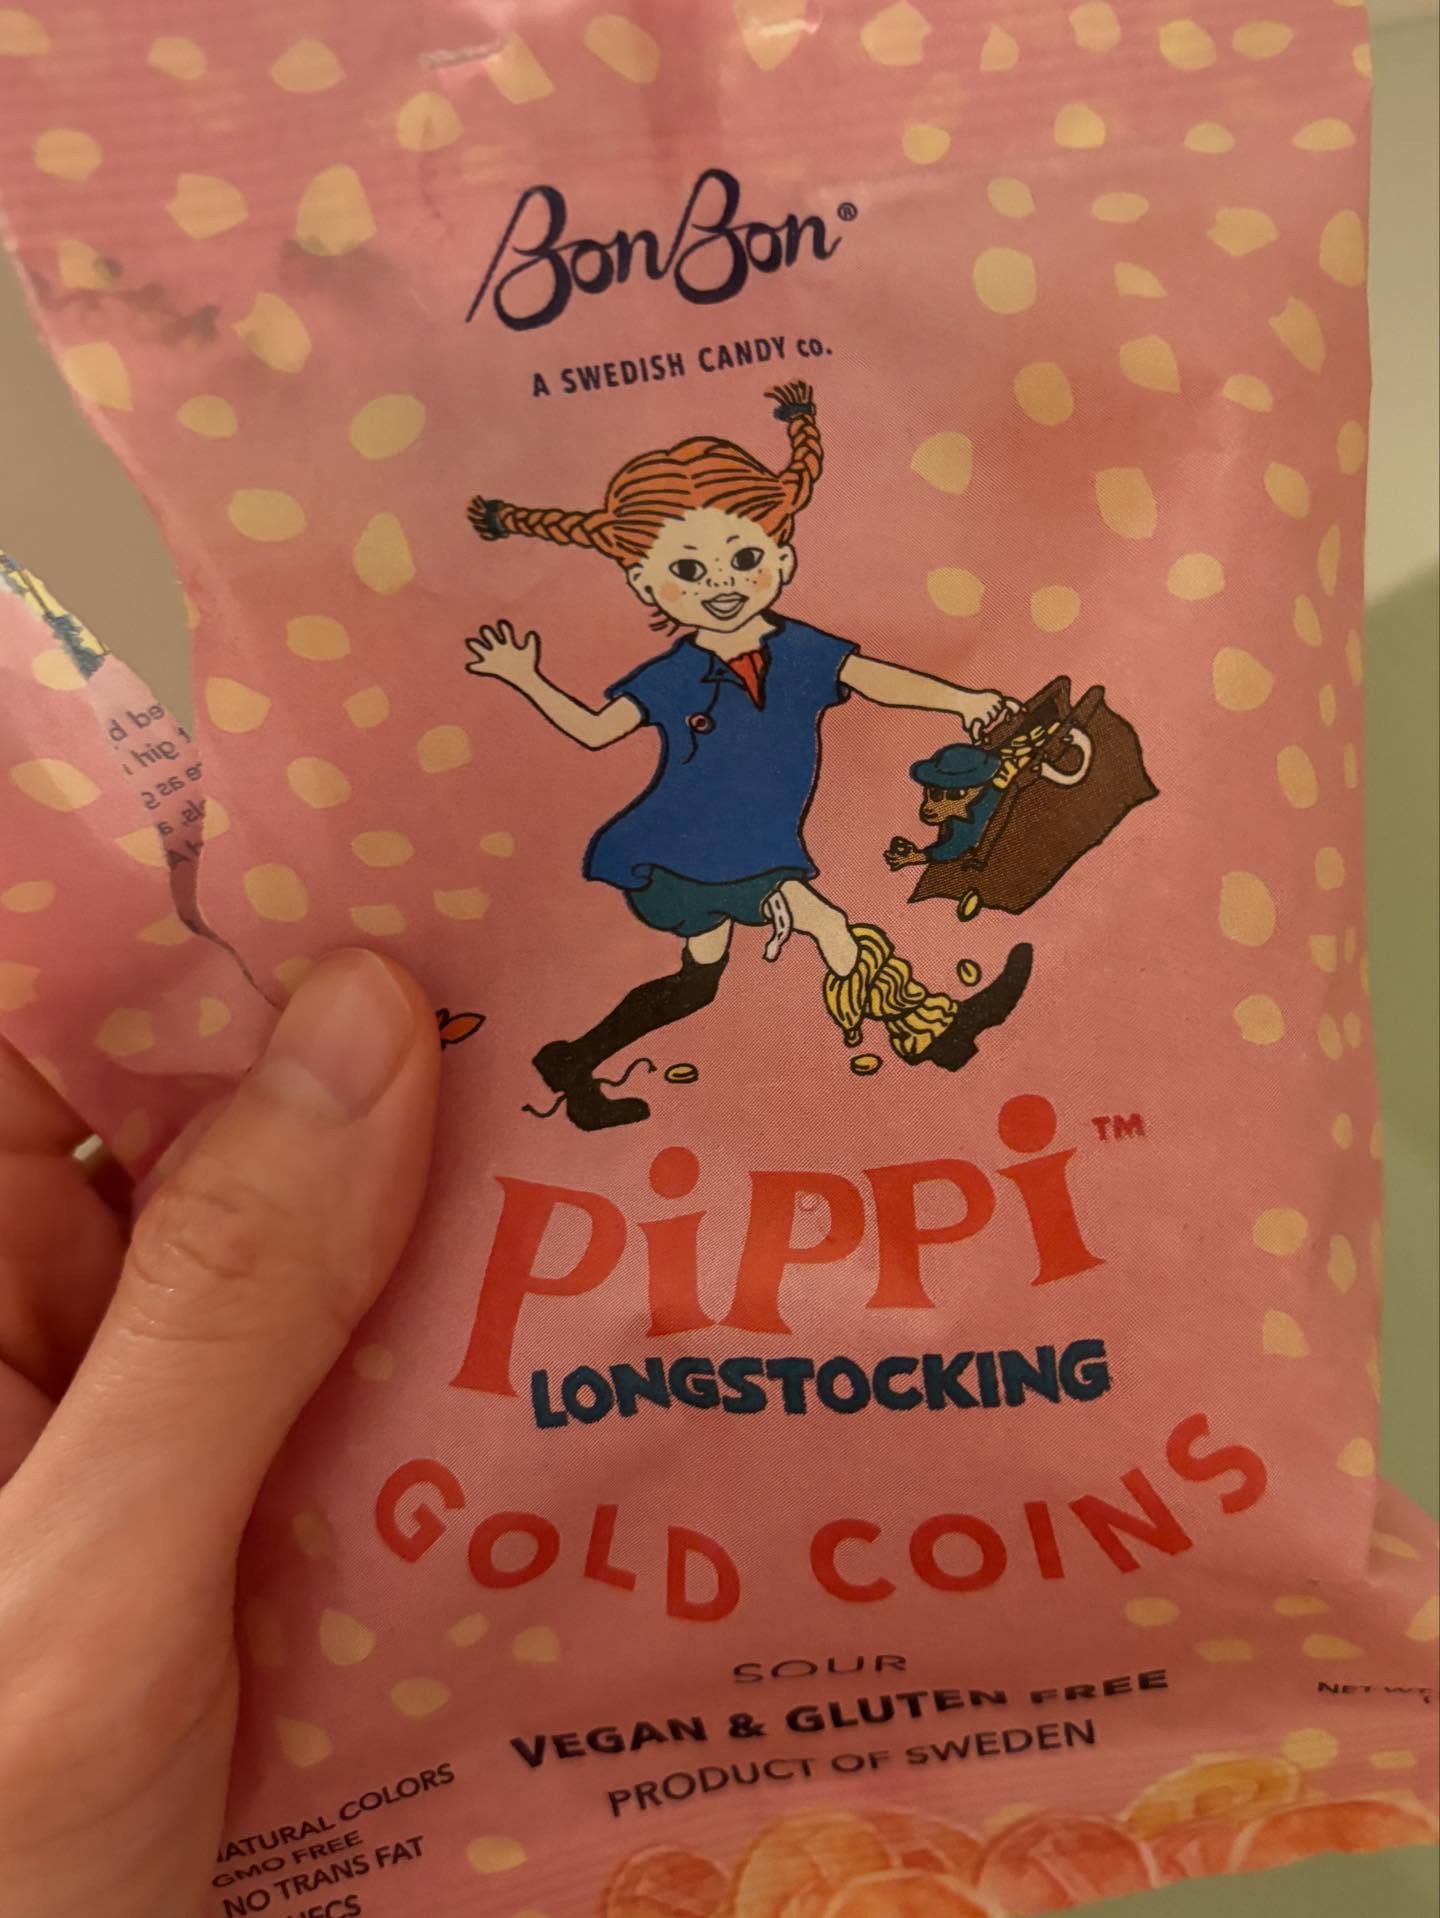 BonBon®
A SWEDISH CANDY CO.
PiPPi™
LONGSTOCKING
GOLD COINS
SOUR
VEGAN & GLUTEN FREE
PRODUCT OF SWEDEN
COLORS
GMO FREE
NO TRANS FAT
NET